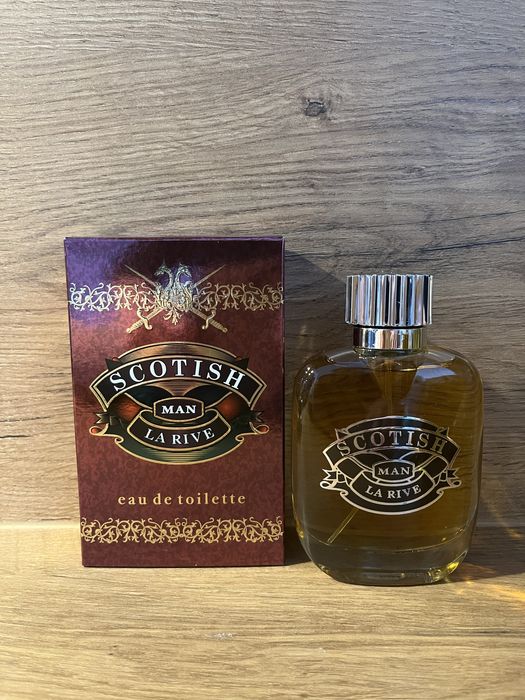 SCOTISH
MAN
LA RIVE
eau de toilette
SCOTISH
MAN
LA RIVE